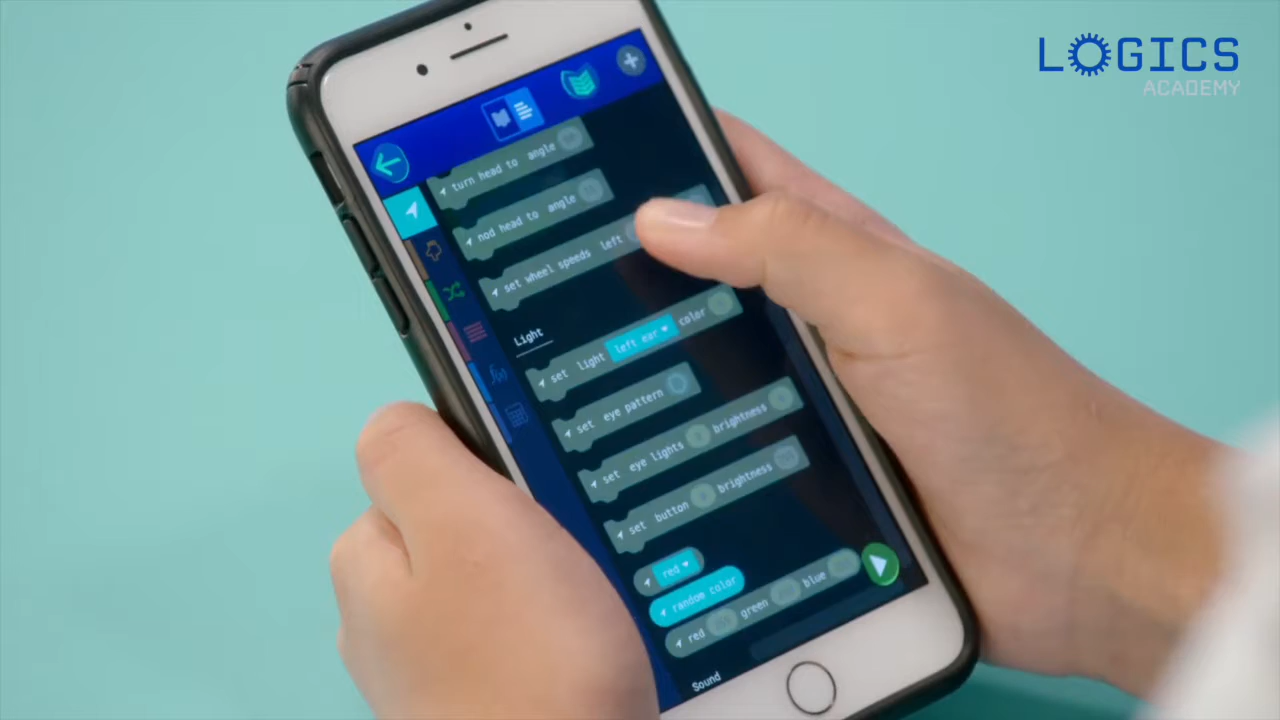 LOGICS
ACADEMY
turn head to angle
nod head to angle
set wheel speeds left
Light
set light left ear color
set eye pattern
set eye lights brightness
set button brightness
red
random color
red green blue
Sound
f(x)